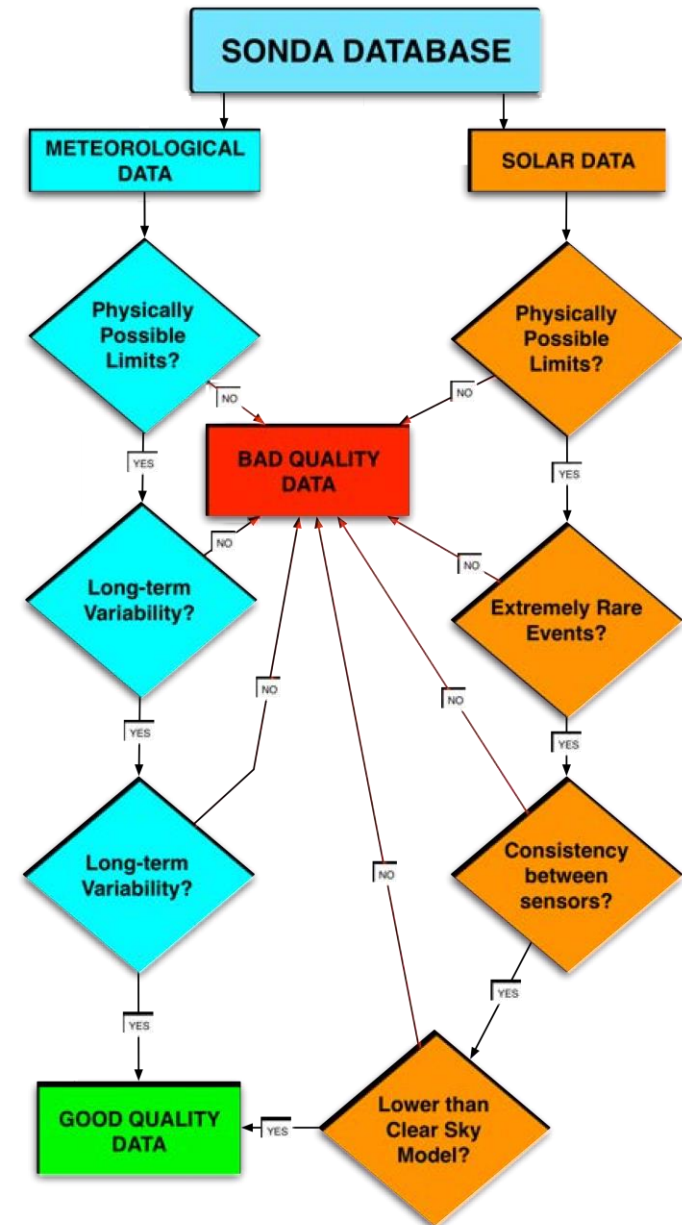 SONDA DATABASE
METEOROLOGICAL
DATA
SOLAR DATA
Physically
Possible
Limits?
Physically
Possible
Limits?
NO
NO
BAD QUALITY
DATA
YES
YES
NO
NO
Long-term
Variability?
Extremely Rare
Events?
NO
NO
YES
YES
Long-term
Variability?
Consistency
between
sensors?
NO
YES
YES
Lower than
Clear Sky
Model?
YES
GOOD QUALITY
DATA